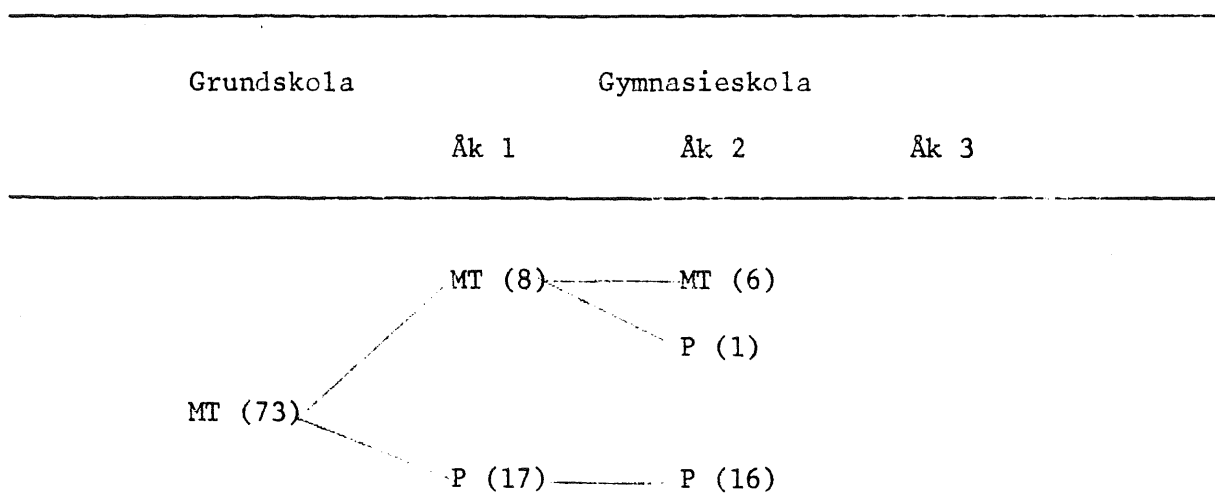 Grundskola Gymnasieskola
Åk 1 Åk 2 Åk 3
MT (8) MT (6)
P (1)
MT (73)
P (17) P (16)